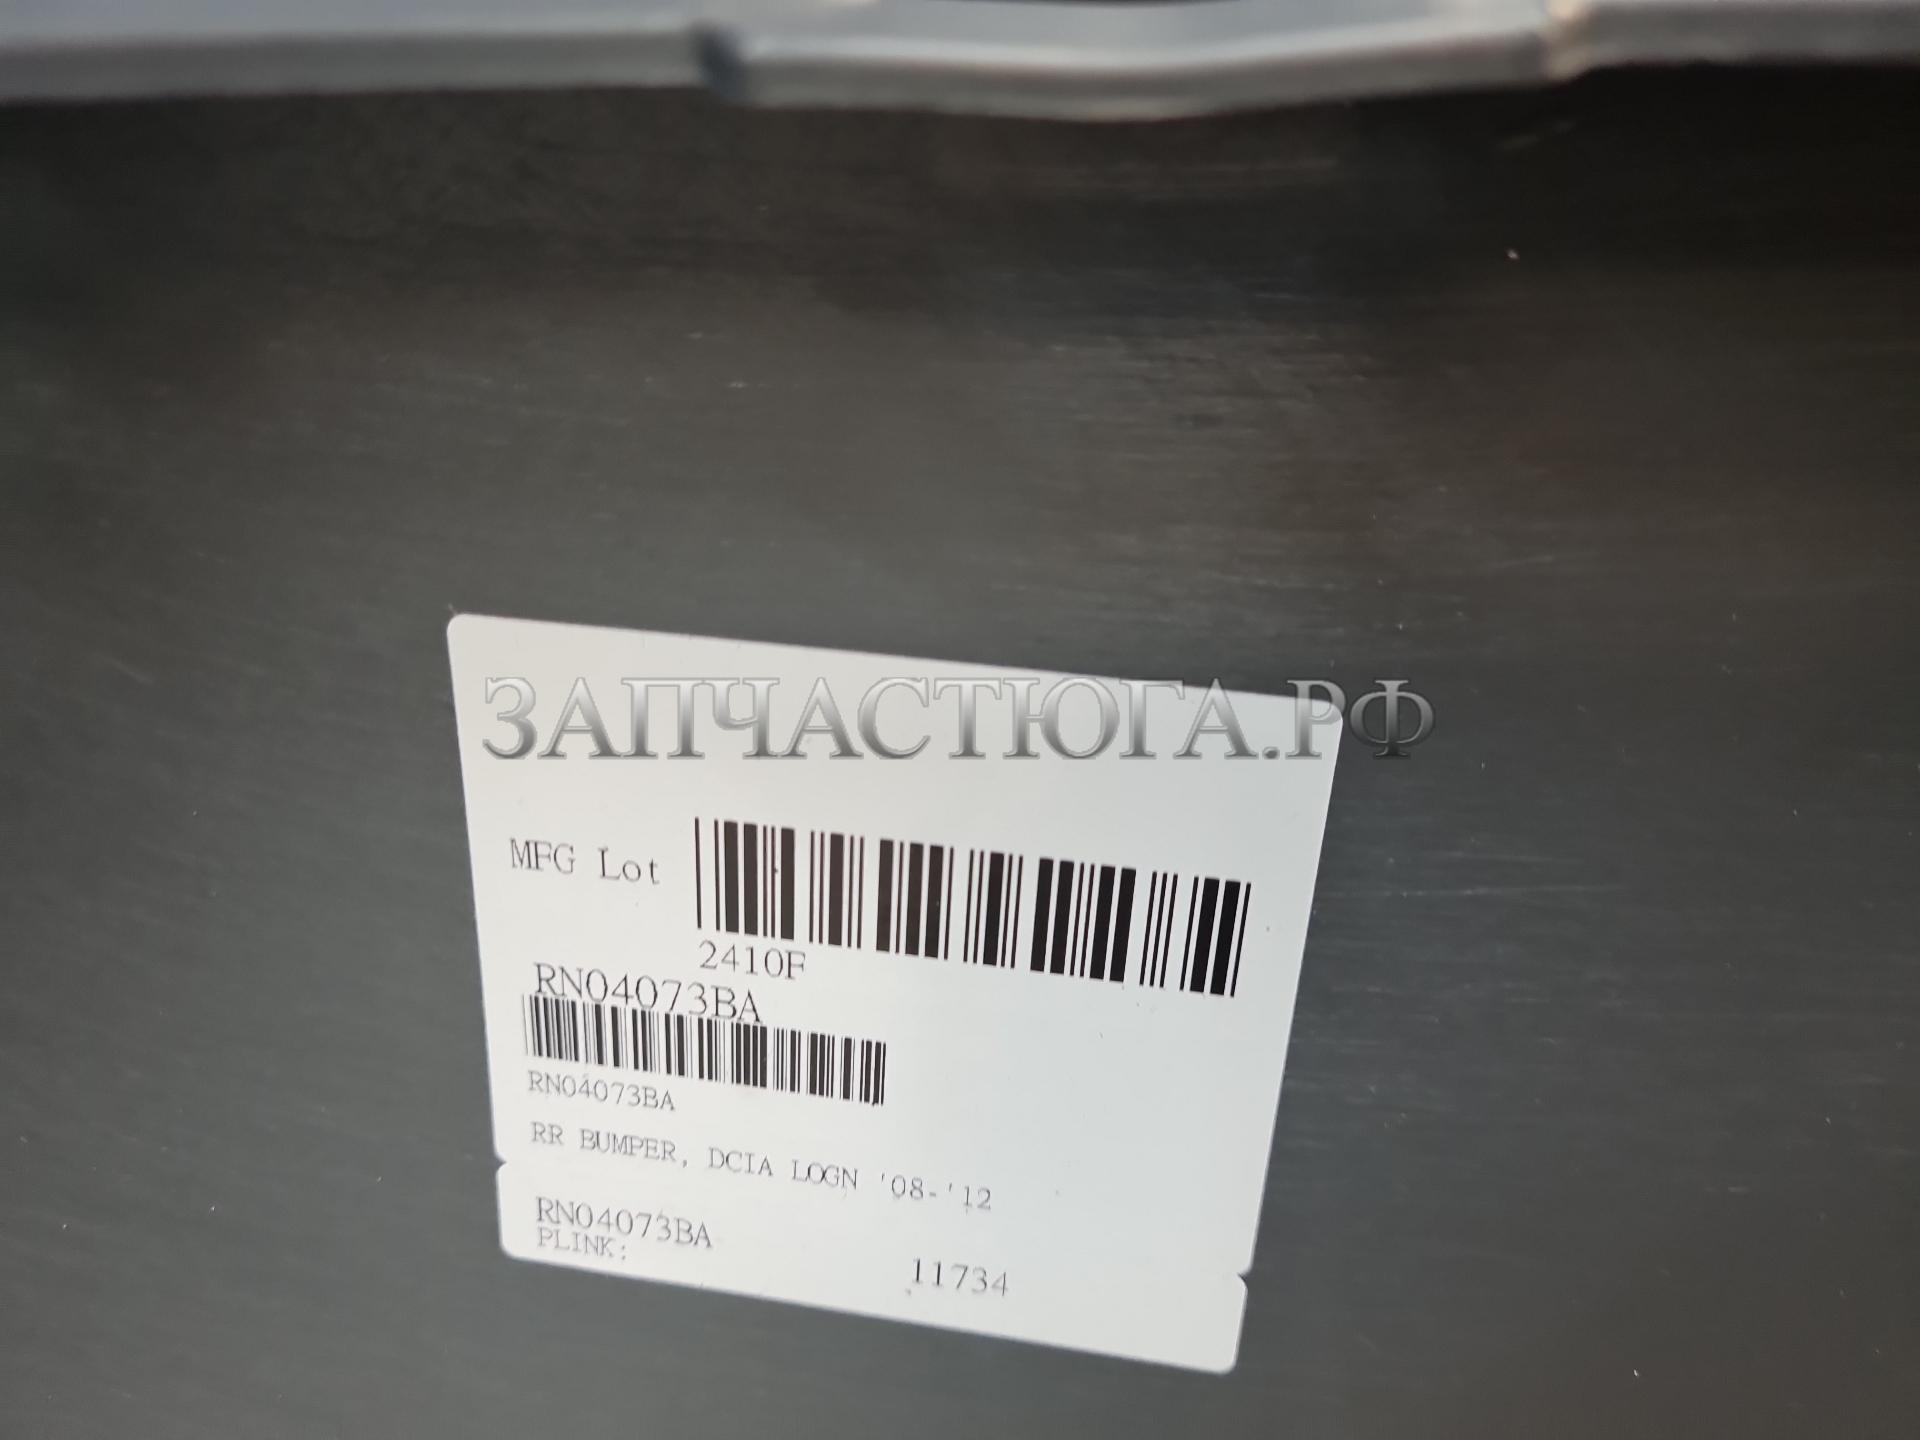 ЗАПЧАСТЮГА.РФ
MFG Lot
2410F
RN04073BA
RN04073BA
RR BUMPER, DCIA LOGN '08-'12
RN04073BA
PLINK:
11734